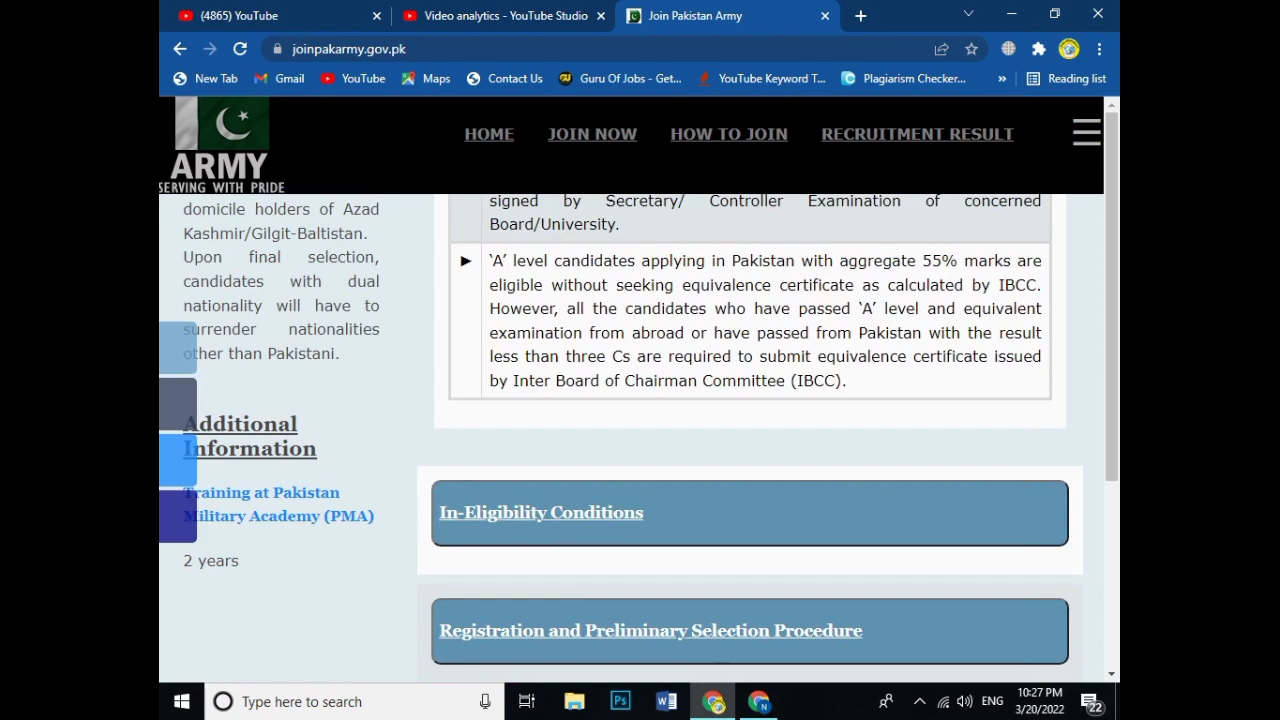 (4865) YouTube
Video analytics - YouTube Studio
Join Pakistan Army
joinpakarmy.gov.pk
New Tab
Gmail
YouTube
Maps
Contact Us
Guru Of Jobs - Get...
YouTube Keyword T...
Plagiarism Checker...
»
Reading list
ARMY
SERVING WITH PRIDE
HOME
JOIN NOW
HOW TO JOIN
RECRUITMENT RESULT
domicile holders of Azad
Kashmir/Gilgit-Baltistan.
Upon final selection,
candidates with dual
nationality will have to
surrender nationalities
other than Pakistani.
Additional
Information
Training at Pakistan
Military Academy (PMA)
2 years
signed by Secretary/ Controller Examination of concerned
Board/University.
► ‘A’ level candidates applying in Pakistan with aggregate 55% marks are
eligible without seeking equivalence certificate as calculated by IBCC.
However, all the candidates who have passed ‘A’ level and equivalent
examination from abroad or have passed from Pakistan with the result
less than three Cs are required to submit equivalence certificate issued
by Inter Board of Chairman Committee (IBCC).
In-Eligibility Conditions
Registration and Preliminary Selection Procedure
Type here to search
Ps
W
N
ENG
10:27 PM
3/20/2022
22